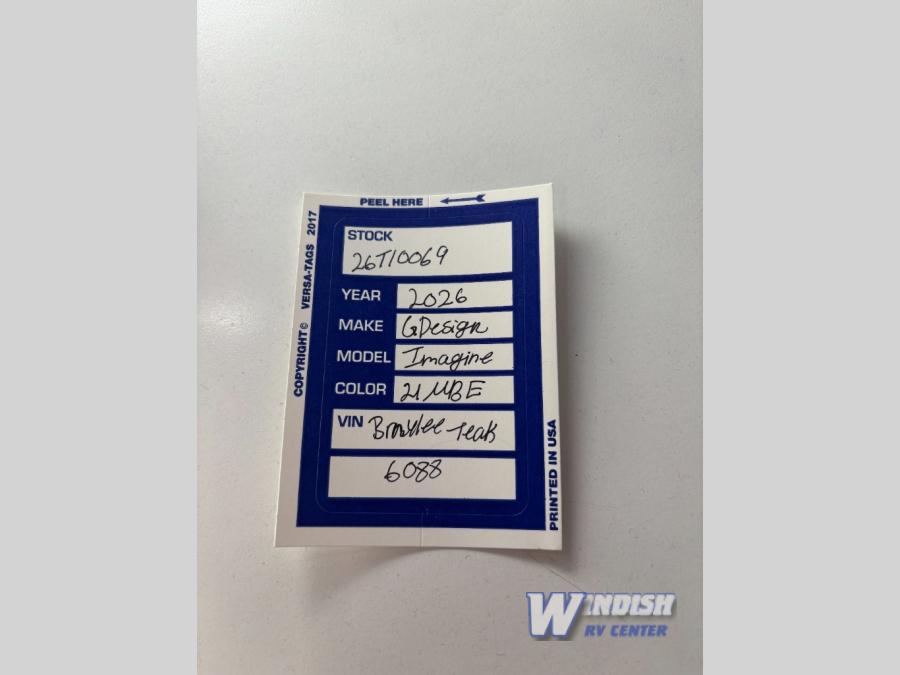 PEEL HERE
COPYRIGHT© VERSA-TAGS 2017
STOCK
26T10069
YEAR 2026
MAKE GDesign
MODEL Imagine
COLOR 21MBE
VIN Teak
6088
PRINTED IN USA
WINDISH
RV CENTER